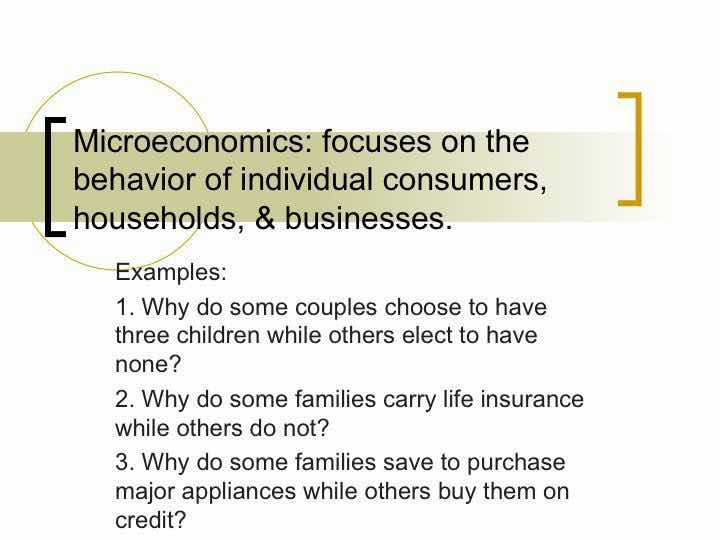 Microeconomics: focuses on the
behavior of individual consumers,
households, & businesses.
Examples:
1. Why do some couples choose to have
three children while others elect to have
none?
2. Why do some families carry life insurance
while others do not?
3. Why do some families save to purchase
major appliances while others buy them on
credit?